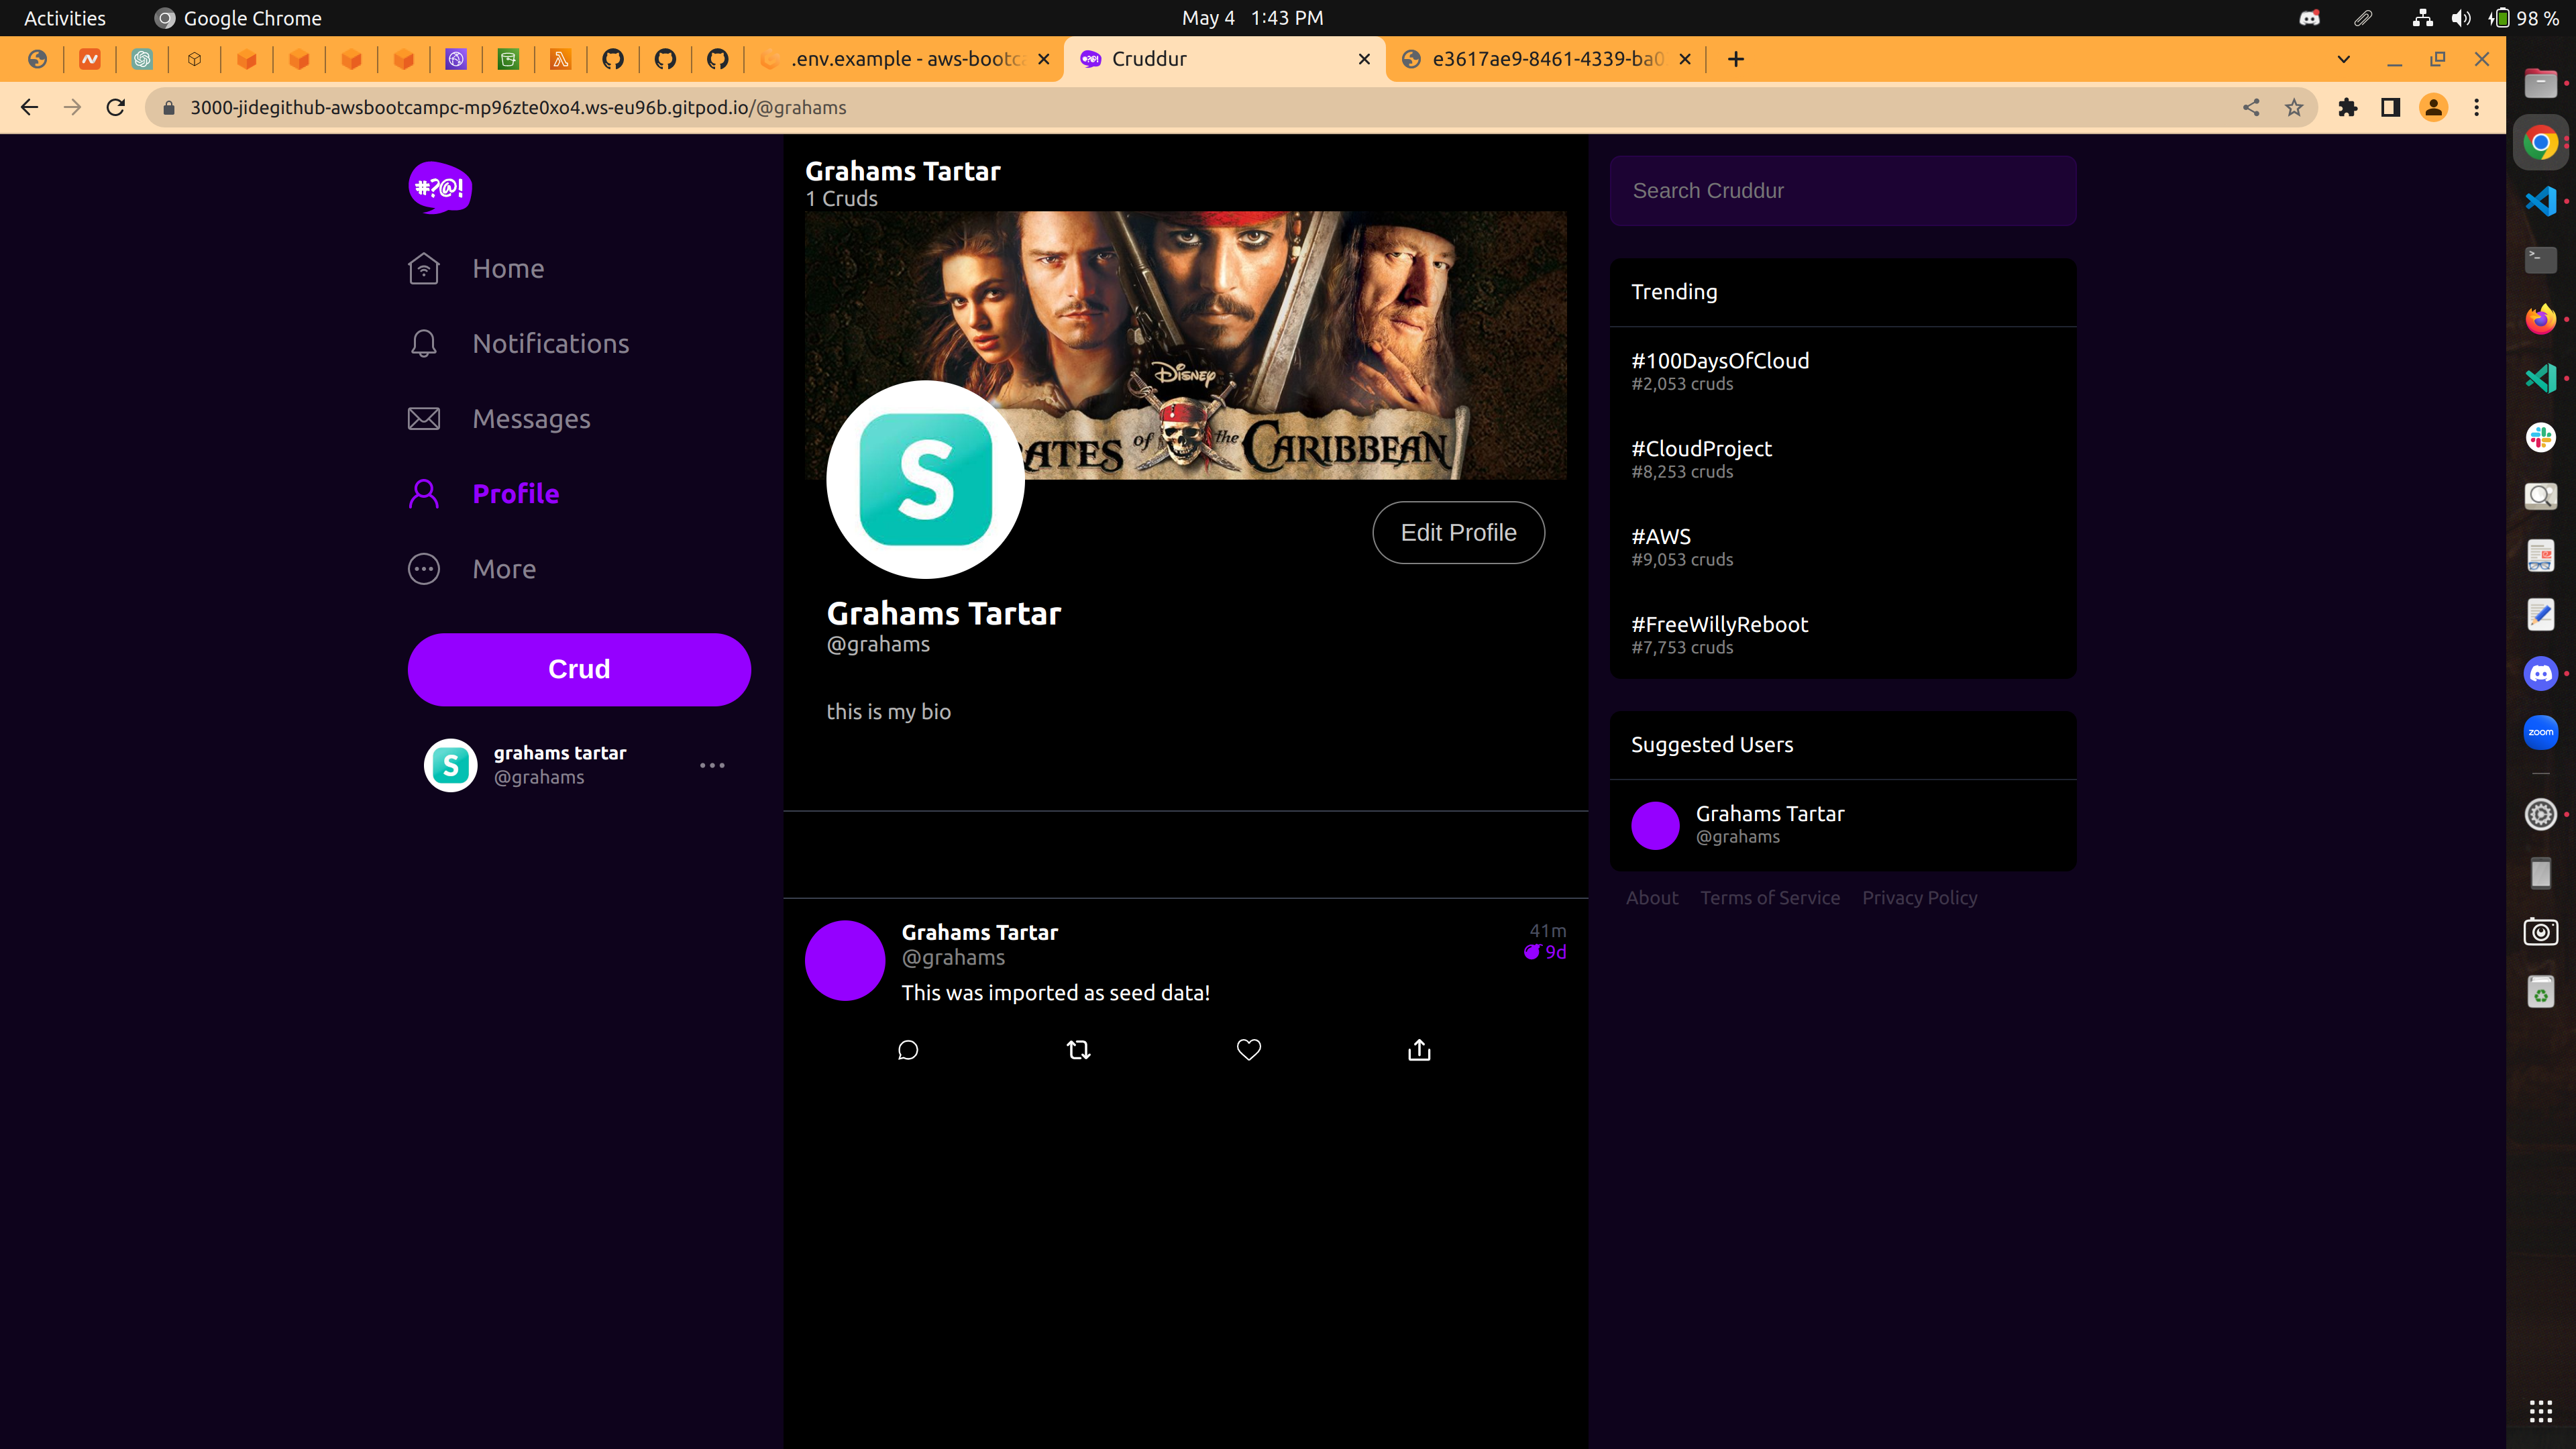 Activities
Google Chrome
May 4 1:43 PM
98 %
.env.example - aws-bootca
Cruddur
e3617ae9-8461-4339-ba0
3000-jidegithub-awsbootcampc-mp96zte0xo4.ws-eu96b.gitpod.io/@grahams
#?@!
Home
Notifications
Messages
Profile
More
Crud
S
grahams tartar
@grahams
Grahams Tartar
1 Cruds
Disney
RATES of the CARIBBEAN
S
Edit Profile
Grahams Tartar
@grahams
this is my bio
Grahams Tartar
@grahams
41m
9d
This was imported as seed data!
Search Cruddur
Trending
#100DaysOfCloud
#2,053 cruds
#CloudProject
#8,253 cruds
#AWS
#9,053 cruds
#FreeWillyReboot
#7,753 cruds
Suggested Users
Grahams Tartar
@grahams
About
Terms of Service
Privacy Policy
zoom